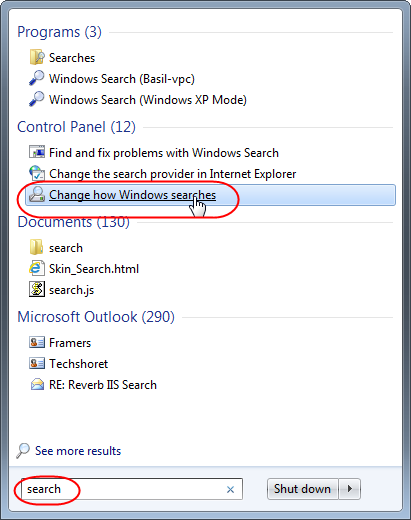 Programs (3)
Searches
Windows Search (Basil-vpc)
Windows Search (Windows XP Mode)
Control Panel (12)
Find and fix problems with Windows Search
Change the search provider in Internet Explorer
Change how Windows searches
Documents (130)
search
Skin_Search.html
search.js
Microsoft Outlook (290)
Framers
Techshoret
RE: Reverb IIS Search
See more results
search
Shut down